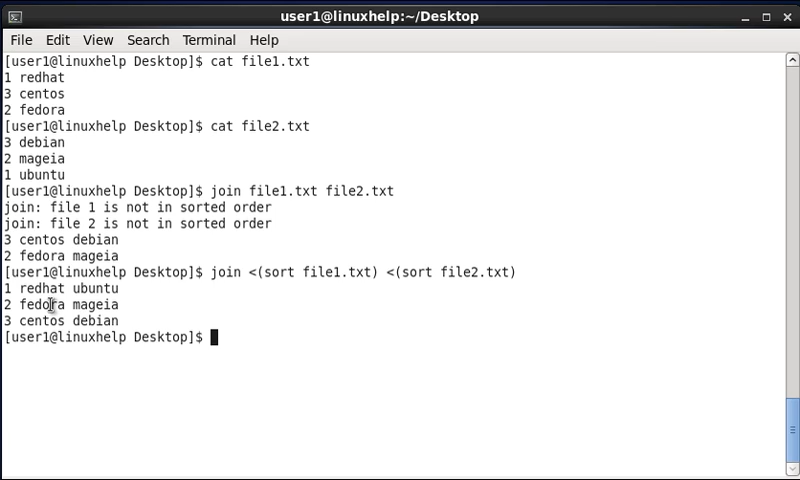 user1@linuxhelp:~/Desktop
File Edit View Search Terminal Help
[user1@linuxhelp Desktop]$ cat file1.txt
1 redhat
3 centos
2 fedora
[user1@linuxhelp Desktop]$ cat file2.txt
3 debian
2 mageia
1 ubuntu
[user1@linuxhelp Desktop]$ join file1.txt file2.txt
join: file 1 is not in sorted order
join: file 2 is not in sorted order
3 centos debian
2 fedora mageia
[user1@linuxhelp Desktop]$ join <(sort file1.txt) <(sort file2.txt)
1 redhat ubuntu
2 fedora mageia
3 centos debian
[user1@linuxhelp Desktop]$